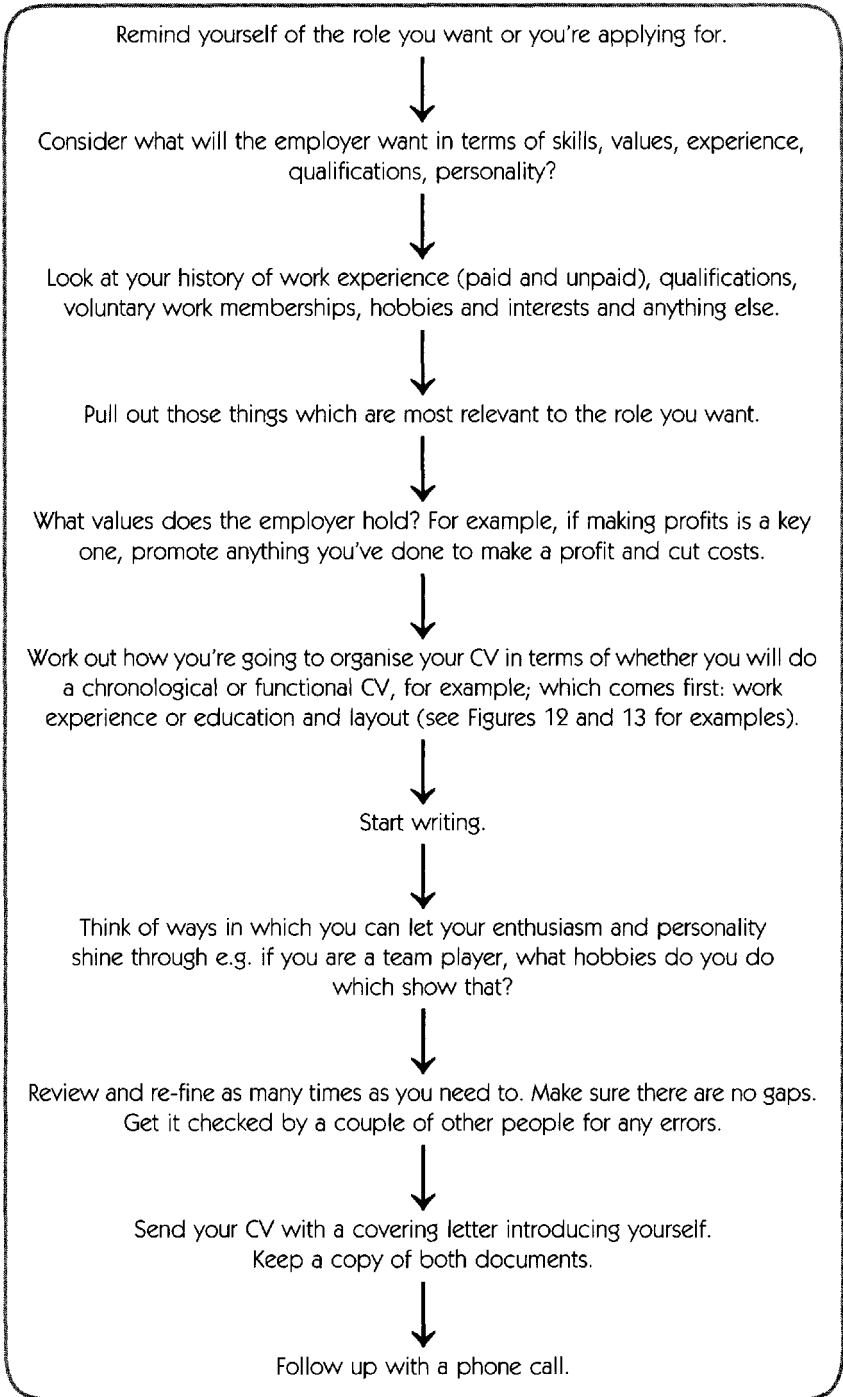 Remind yourself of the role you want or you're applying for.
Consider what will the employer want in terms of skills, values, experience,
qualifications, personality?
Look at your history of work experience (paid and unpaid), qualifications,
voluntary work memberships, hobbies and interests and anything else.
Pull out those things which are most relevant to the role you want.
What values does the employer hold? For example, if making profits is a key
one, promote anything you've done to make a profit and cut costs.
Work out how you're going to organise your CV in terms of whether you will do
a chronological or functional CV, for example; which comes first: work
experience or education and layout (see Figures 12 and 13 for examples).
Start writing.
Think of ways in which you can let your enthusiasm and personality
shine through e.g. if you are a team player, what hobbies do you do
which show that?
Review and re-fine as many times as you need to. Make sure there are no gaps.
Get it checked by a couple of other people for any errors.
Send your CV with a covering letter introducing yourself.
Keep a copy of both documents.
Follow up with a phone call.